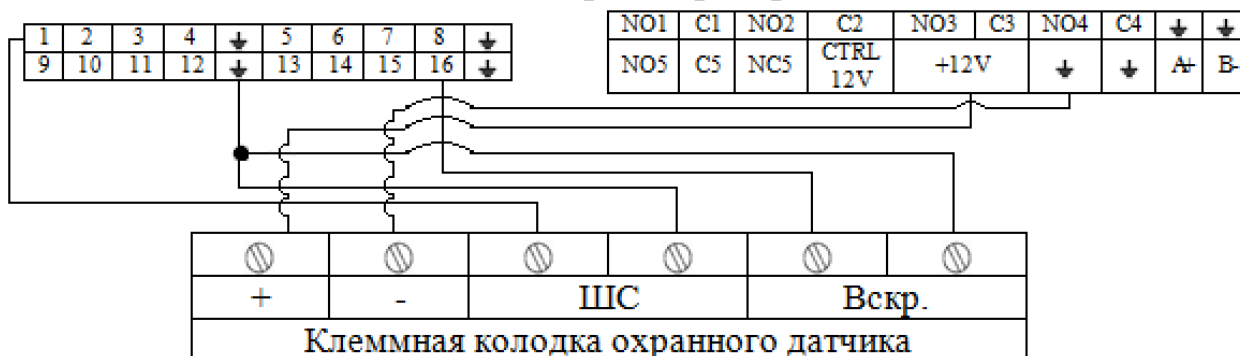 1 2 3 4 5 6 7 8
9 10 11 12 13 14 15 16
NO1 C1 NO2 C2 NO3 C3 NO4 C4
NO5 C5 NC5 CTRL 12V +12V A+ B-
+ - ШС Вскр.
Клеммная колодка охранного датчика